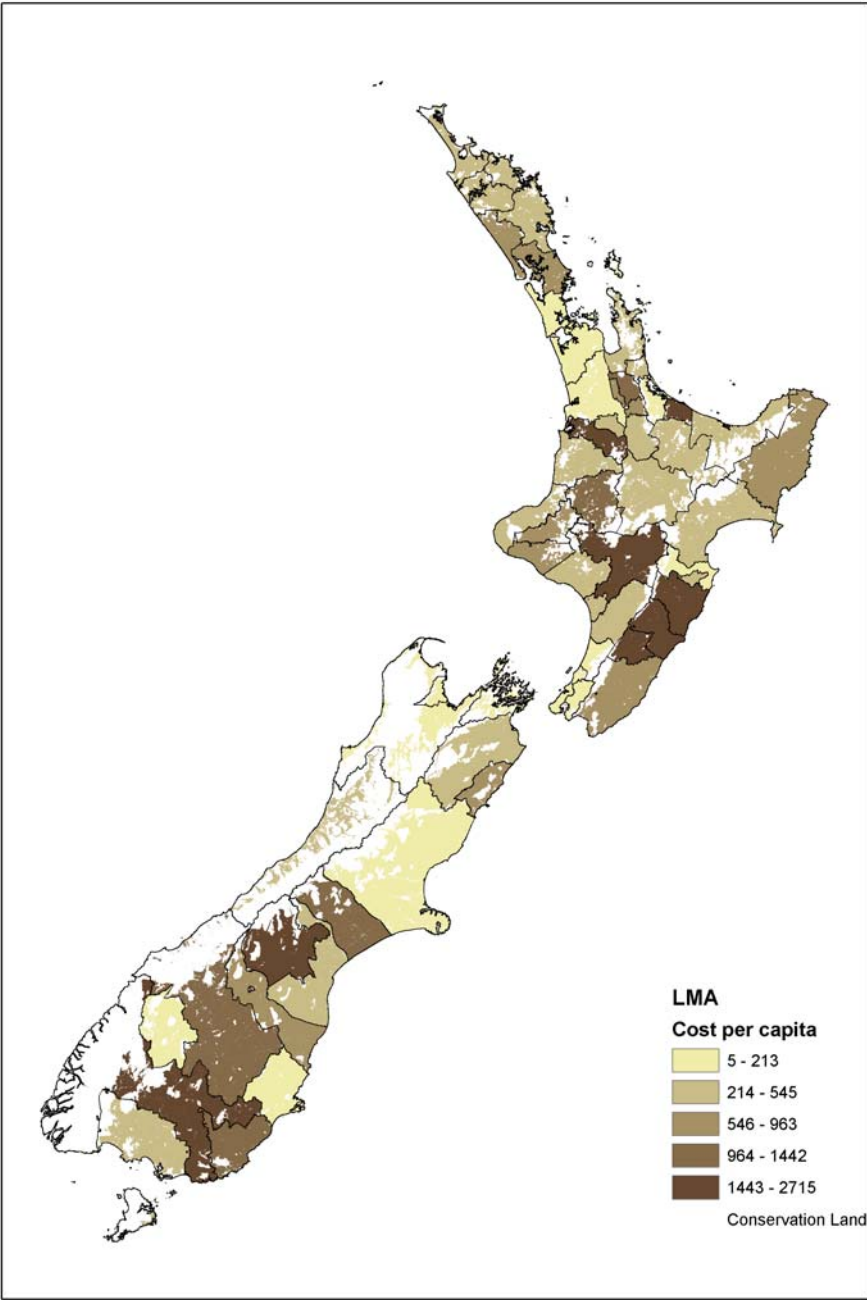 LMA
Cost per capita
5 - 213
214 - 545
546 - 963
964 - 1442
1443 - 2715
Conservation Land